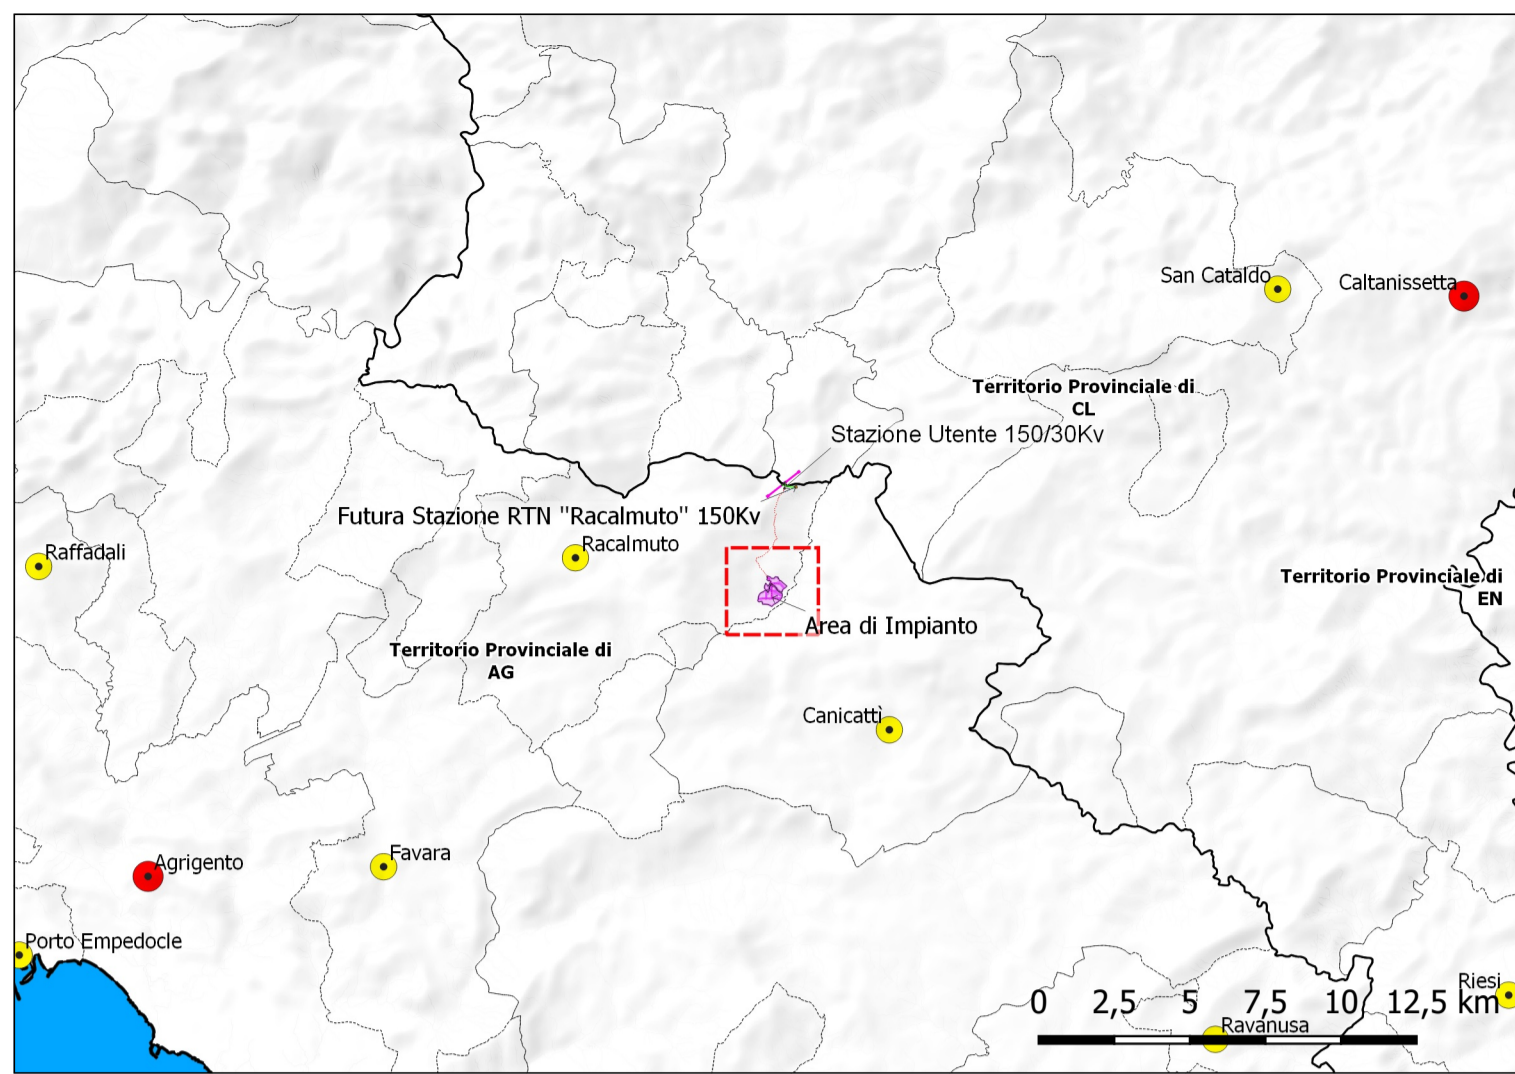 San Cataldo
Caltanissetta
Territorio Provinciale di
CL
Stazione Utente 150/30Kv
Futura Stazione RTN "Racalmuto" 150Kv
Raffadali
Racalmuto
Territorio Provinciale di
EN
Area di Impianto
Territorio Provinciale di
AG
Canicattì
Agrigento
Favara
Porto Empedocle
Riesi
0 2,5 5 7,5 10 12,5 km
Ravanusa